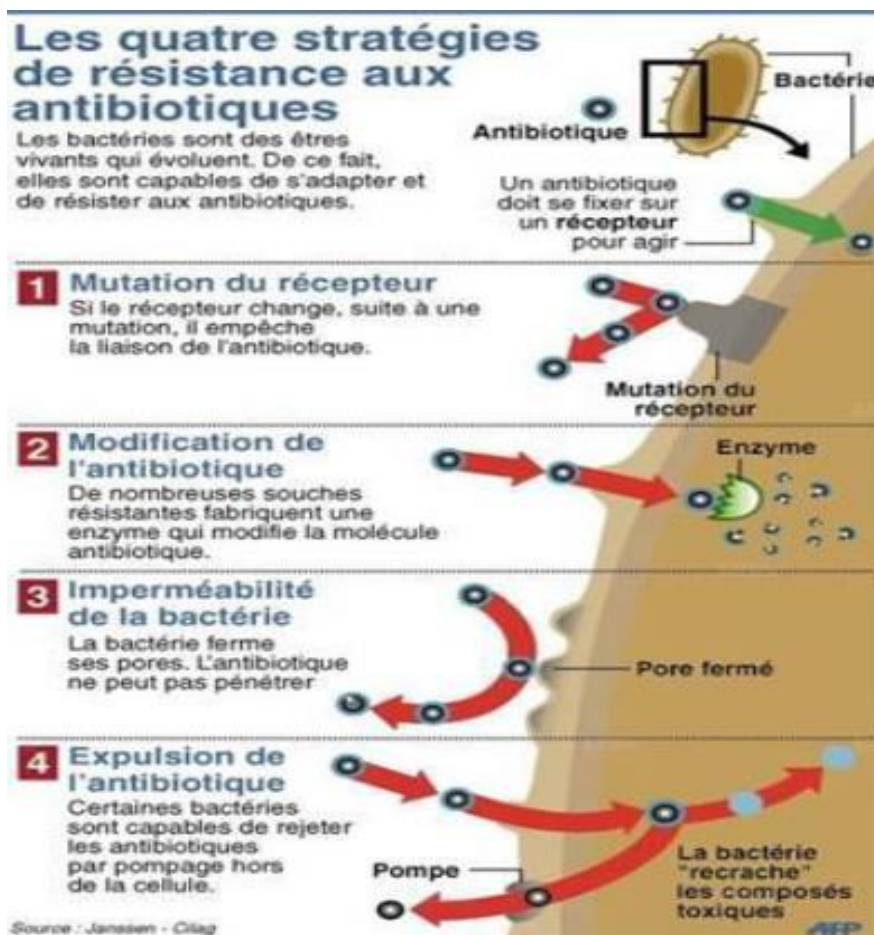 Les quatre stratégies
de résistance aux
antibiotiques
Les bactéries sont des êtres
vivants qui évoluent. De ce fait,
elles sont capables de s'adapter et
de résister aux antibiotiques.
Bactérie
Antibiotique
Un antibiotique
doit se fixer sur
un récepteur
pour agir
1 Mutation du récepteur
Si le récepteur change, suite à une
mutation, il empêche
la liaison de l'antibiotique.
Mutation du
récepteur
2 Modification de
l'antibiotique
De nombreuses souches
résistantes fabriquent une
enzyme qui modifie la molécule
antibiotique.
Enzyme
3 Imperméabilité
de la bactérie
La bactérie ferme
ses pores. L'antibiotique
ne peut pas pénétrer
Pore fermé
4 Expulsion de
l'antibiotique
Certaines bactéries
sont capables de rejeter
les antibiotiques
par pompage hors
de la cellule.
Pompe
La bactérie
"recrache"
les composés
toxiques
Source : Janssen - Cilag
AFP